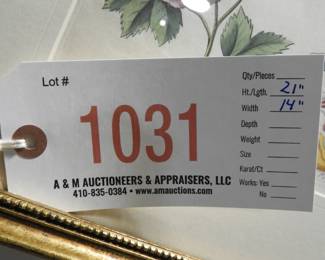 Lot #
1031
A & M AUCTIONEERS & APPRAISERS, LLC
410-835-0384 • www.amauctions.com
Qty/Pieces
Ht./Lgth. 21"
Width 14"
Depth
Weight
Size
Karat/Ct
Works: Yes
No